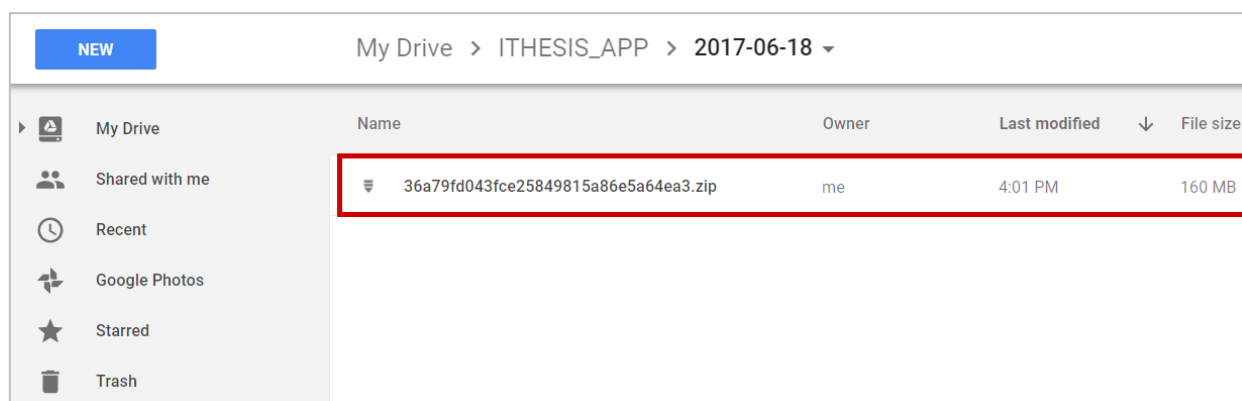 NEW
My Drive > ITHESIS_APP > 2017-06-18
My Drive
Shared with me
Recent
Google Photos
Starred
Trash
Name Owner Last modified File size
36a79fd043fce25849815a86e5a64ea3.zip me 4:01 PM 160 MB